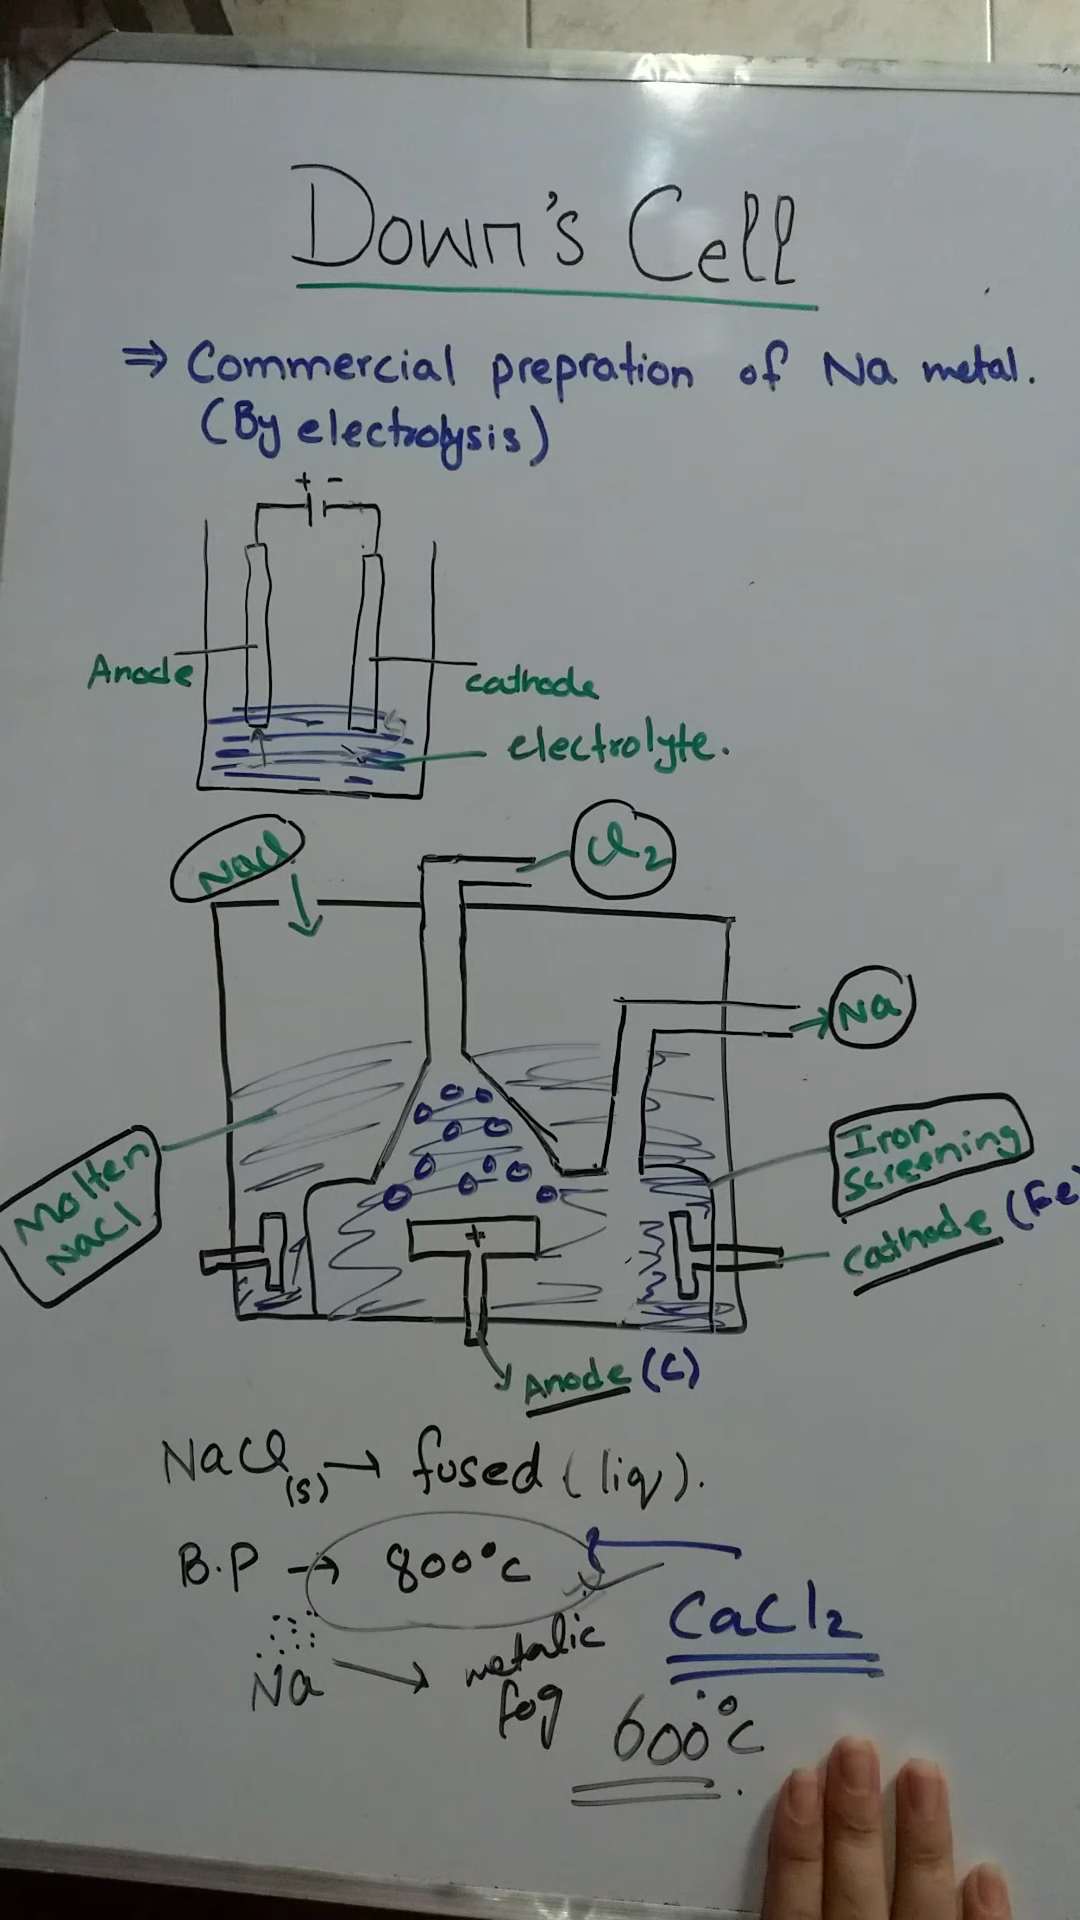 Down's Cell
⇒ Commercial prepration of Na metal.
(By electrolysis)
+ -
Anode
cathode
electrolyte.
NaCl
Cl2
Na
Molten
NaCl
Iron
Screening
Cathode (Fe)
+
Anode (C)
NaCl(s) → fused (liq).
B.P → 800°C
CaCl2
Na → metalic
fog
600°C